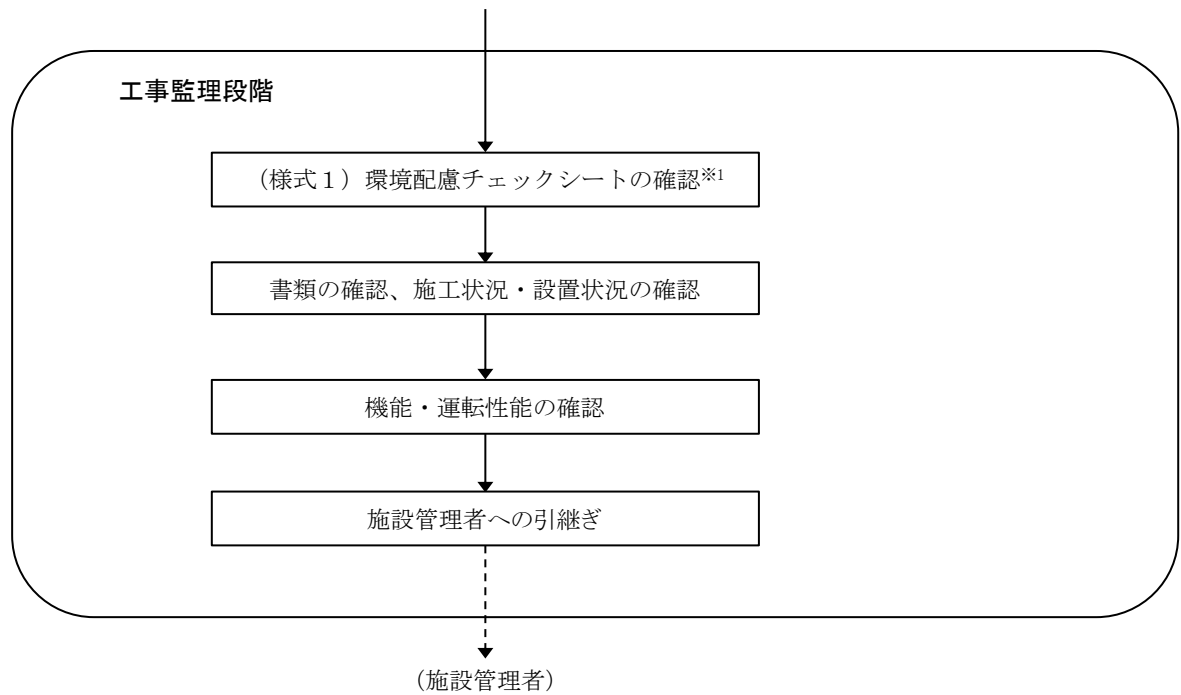 工事監理段階
（様式１）環境配慮チェックシートの確認※1
書類の確認、施工状況・設置状況の確認
機能・運転性能の確認
施設管理者への引継ぎ
（施設管理者）